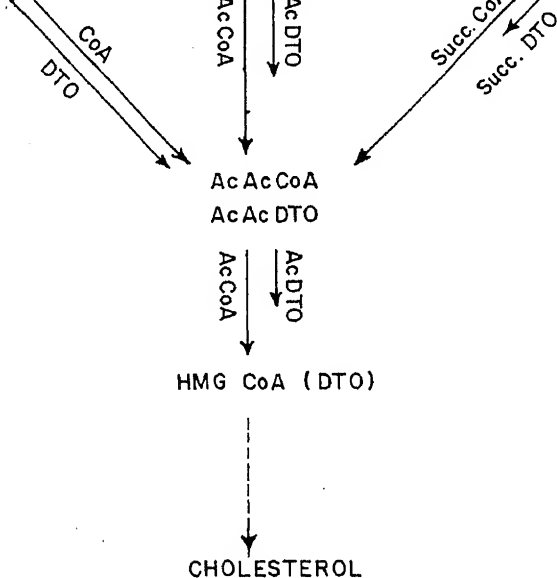 CoA
DTO
AcCoA
AcDTO
Succ. CoA
Succ. DTO
AcAcCoA
AcAcDTO
AcCoA
AcDTO
HMG CoA (DTO)
CHOLESTEROL